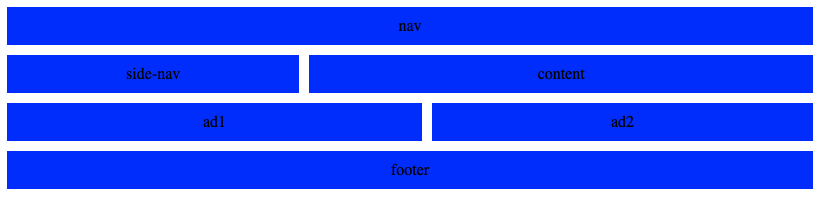 nav
side-nav content
ad1 ad2
footer